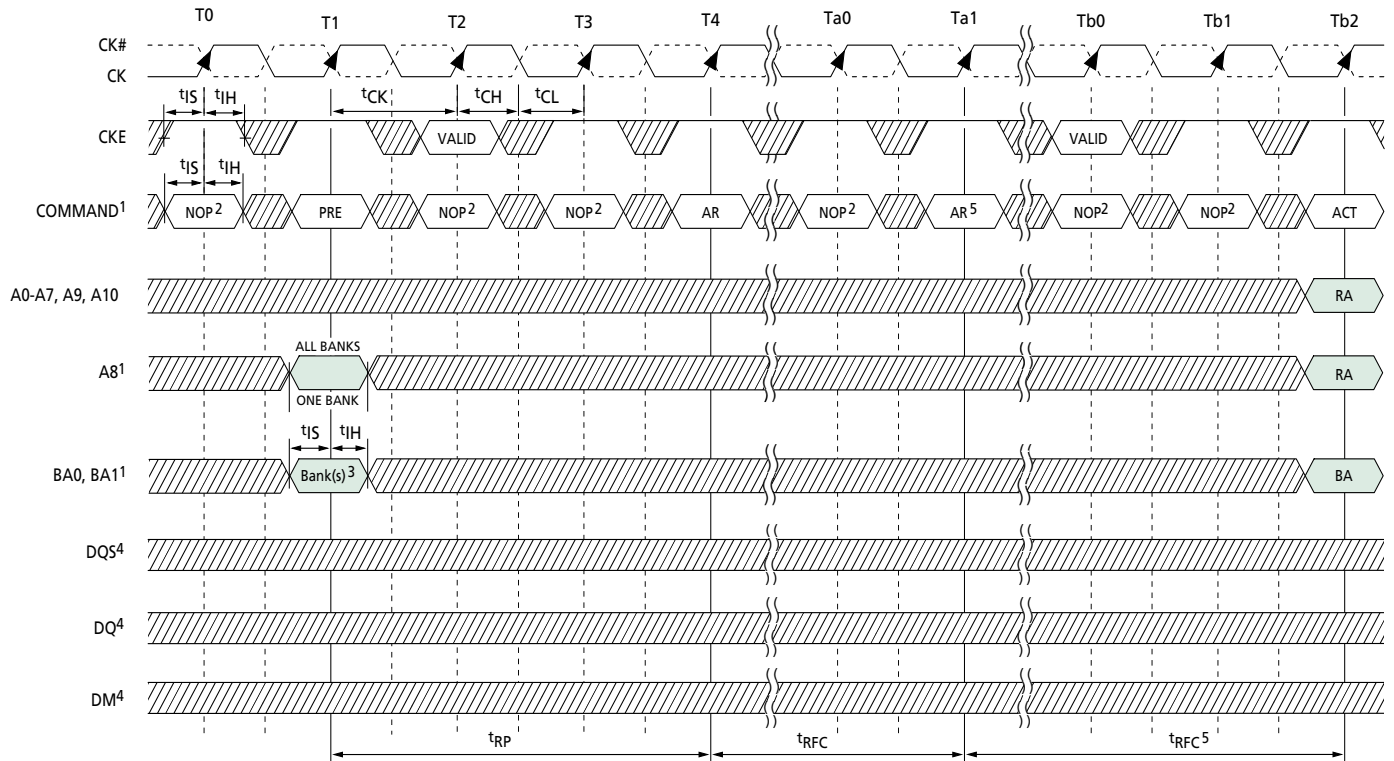 T0 T1 T2 T3 T4 Ta0 Ta1 Tb0 Tb1 Tb2
CK#
CK
tIS tIH tCK tCH tCL
CKE VALID VALID
tIS tIH
COMMAND1 NOP2 PRE NOP2 NOP2 AR NOP2 AR5 NOP2 NOP2 ACT
A0-A7, A9, A10 RA
ALL BANKS
A81 RA
ONE BANK
tIS tIH
BA0, BA11 Bank(s)3 BA
DQS4
DQ4
DM4
tRP tRFC tRFC5